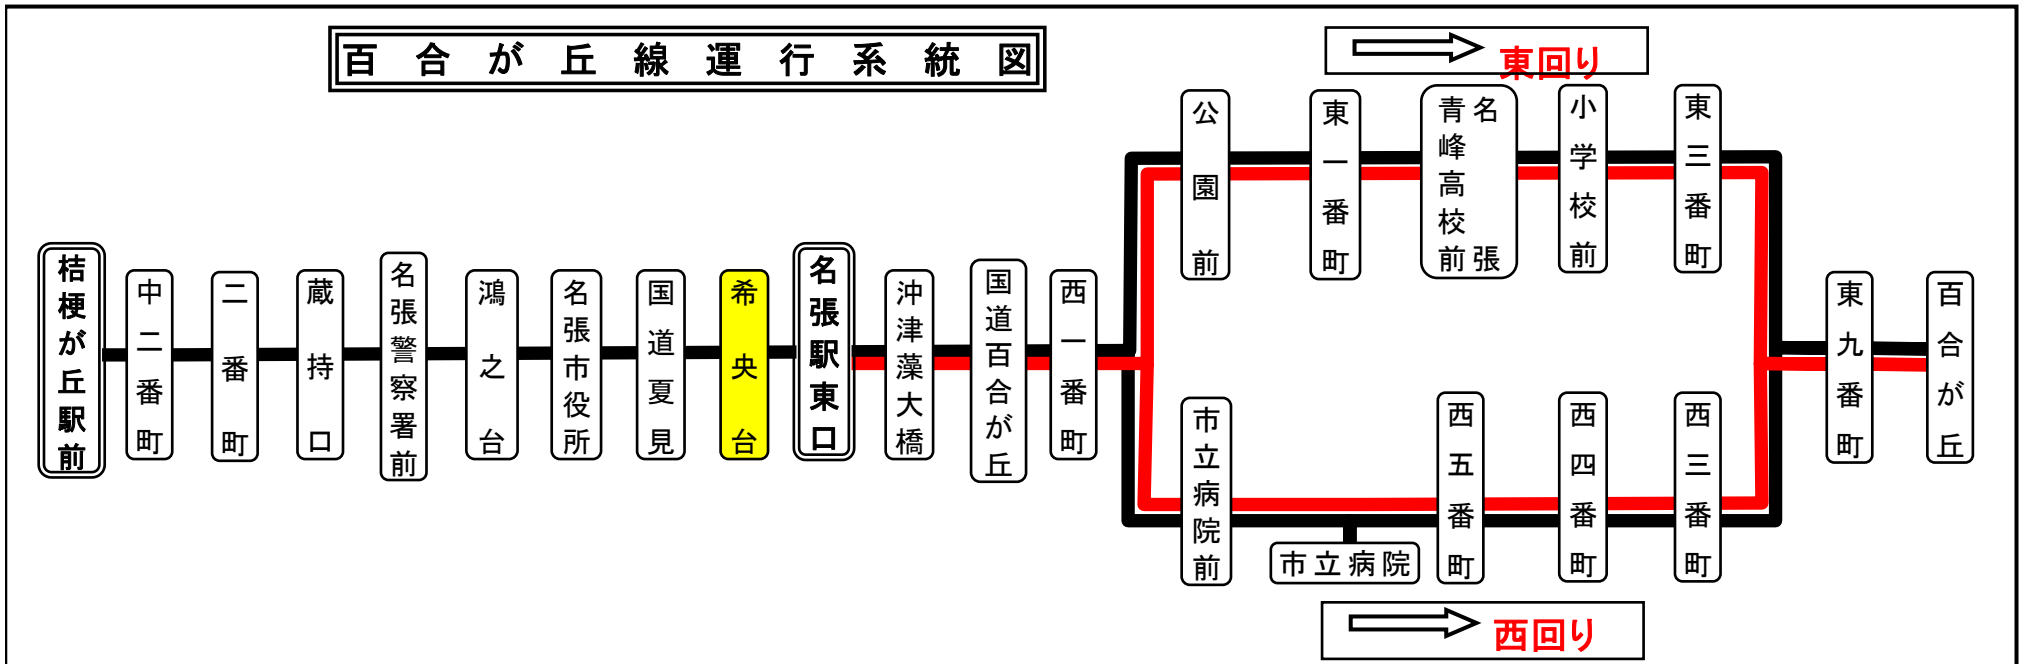 百合が丘線運行系統図
東回り
桔梗が丘駅前
中二番町
二番町
蔵持口
名張警察署前
鴻之台
名張市役所
国道夏見
希央台
名張駅東口
沖津藻大橋
国道百合が丘
西一番町
公園前
東一番町
名張
青峰高校前
小学校前
東三番町
市立病院前
市立病院
西五番町
西四番町
西三番町
東九番町
百合が丘
西回り